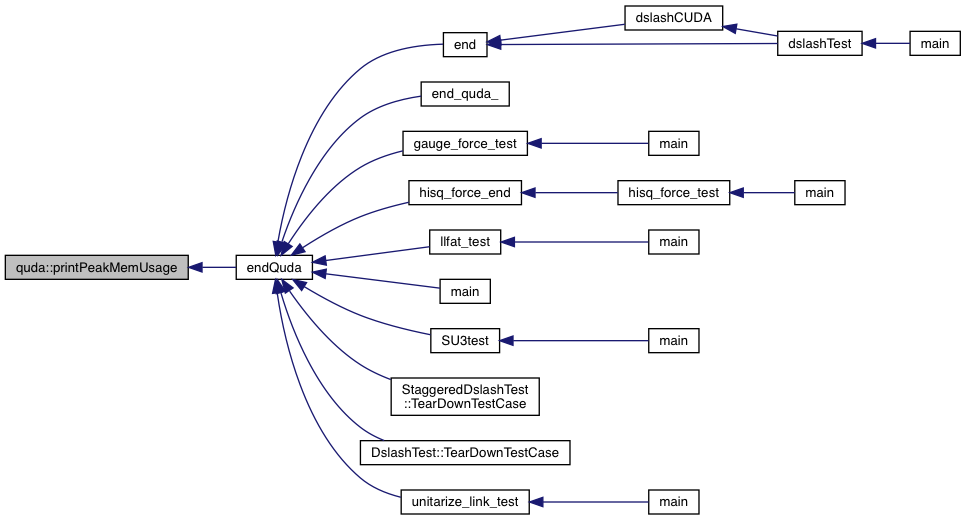 dslashCUDA
end
dslashTest
main
end_quda_
gauge_force_test
main
hisq_force_end
hisq_force_test
main
llfat_test
main
quda::printPeakMemUsage
endQuda
main
SU3test
main
StaggeredDslashTest
::TearDownTestCase
DslashTest::TearDownTestCase
unitarize_link_test
main